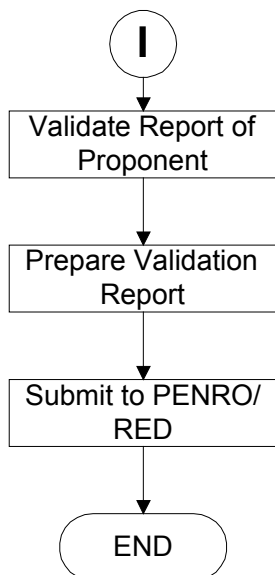 I
Validate Report of
Proponent
Prepare Validation
Report
Submit to PENRO/
RED
END